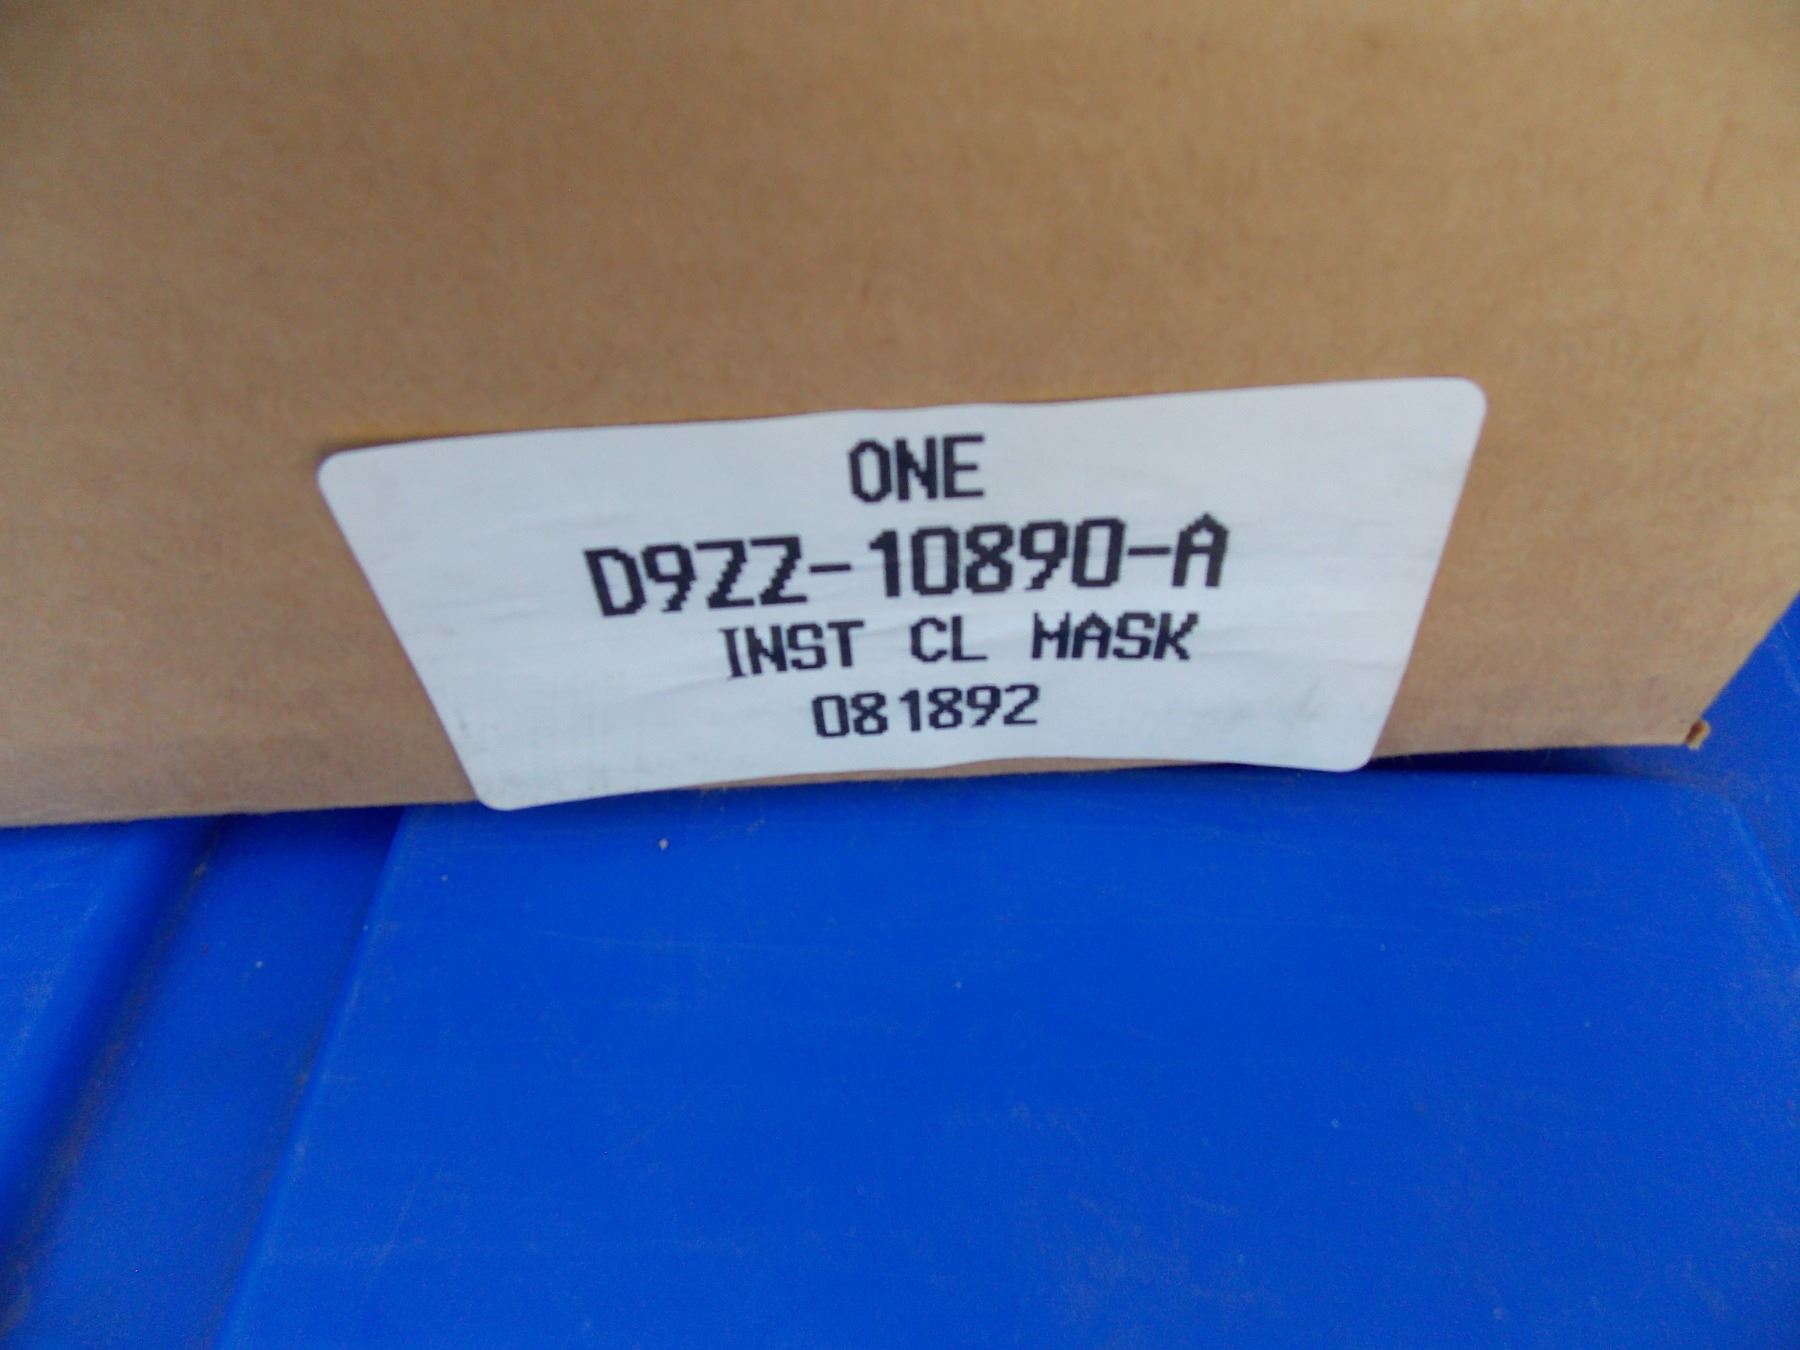 ONE
D9ZZ-10890-A
INST CL MASK
081892